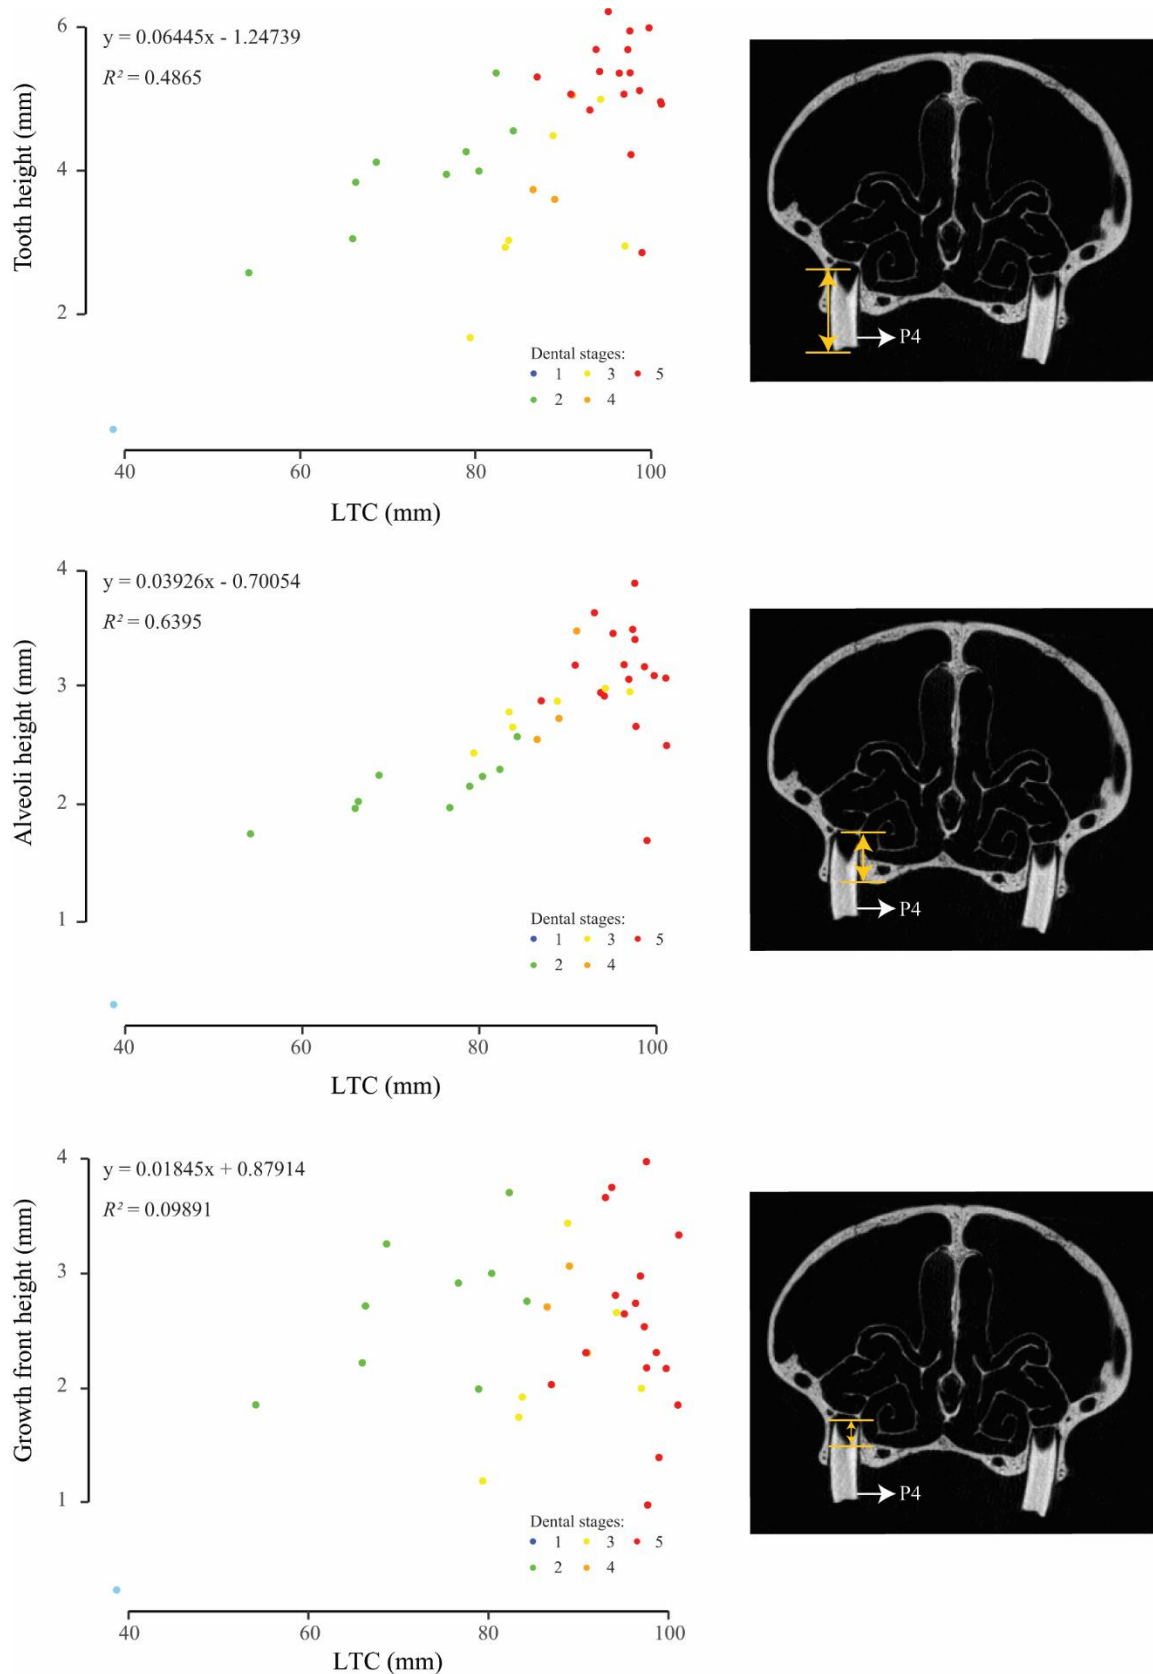 6
y = 0.06445x - 1.24739
R² = 0.4865
4
2
Tooth height (mm)
Dental stages:
1 3 5
2 4
40 60 80 100
LTC (mm)
P4
4
y = 0.03926x - 0.70054
R² = 0.6395
3
2
1
Alveoli height (mm)
Dental stages:
1 3 5
2 4
40 60 80 100
LTC (mm)
P4
4
y = 0.01845x + 0.87914
R² = 0.09891
3
2
1
Growth front height (mm)
Dental stages:
1 3 5
2 4
40 60 80 100
LTC (mm)
P4